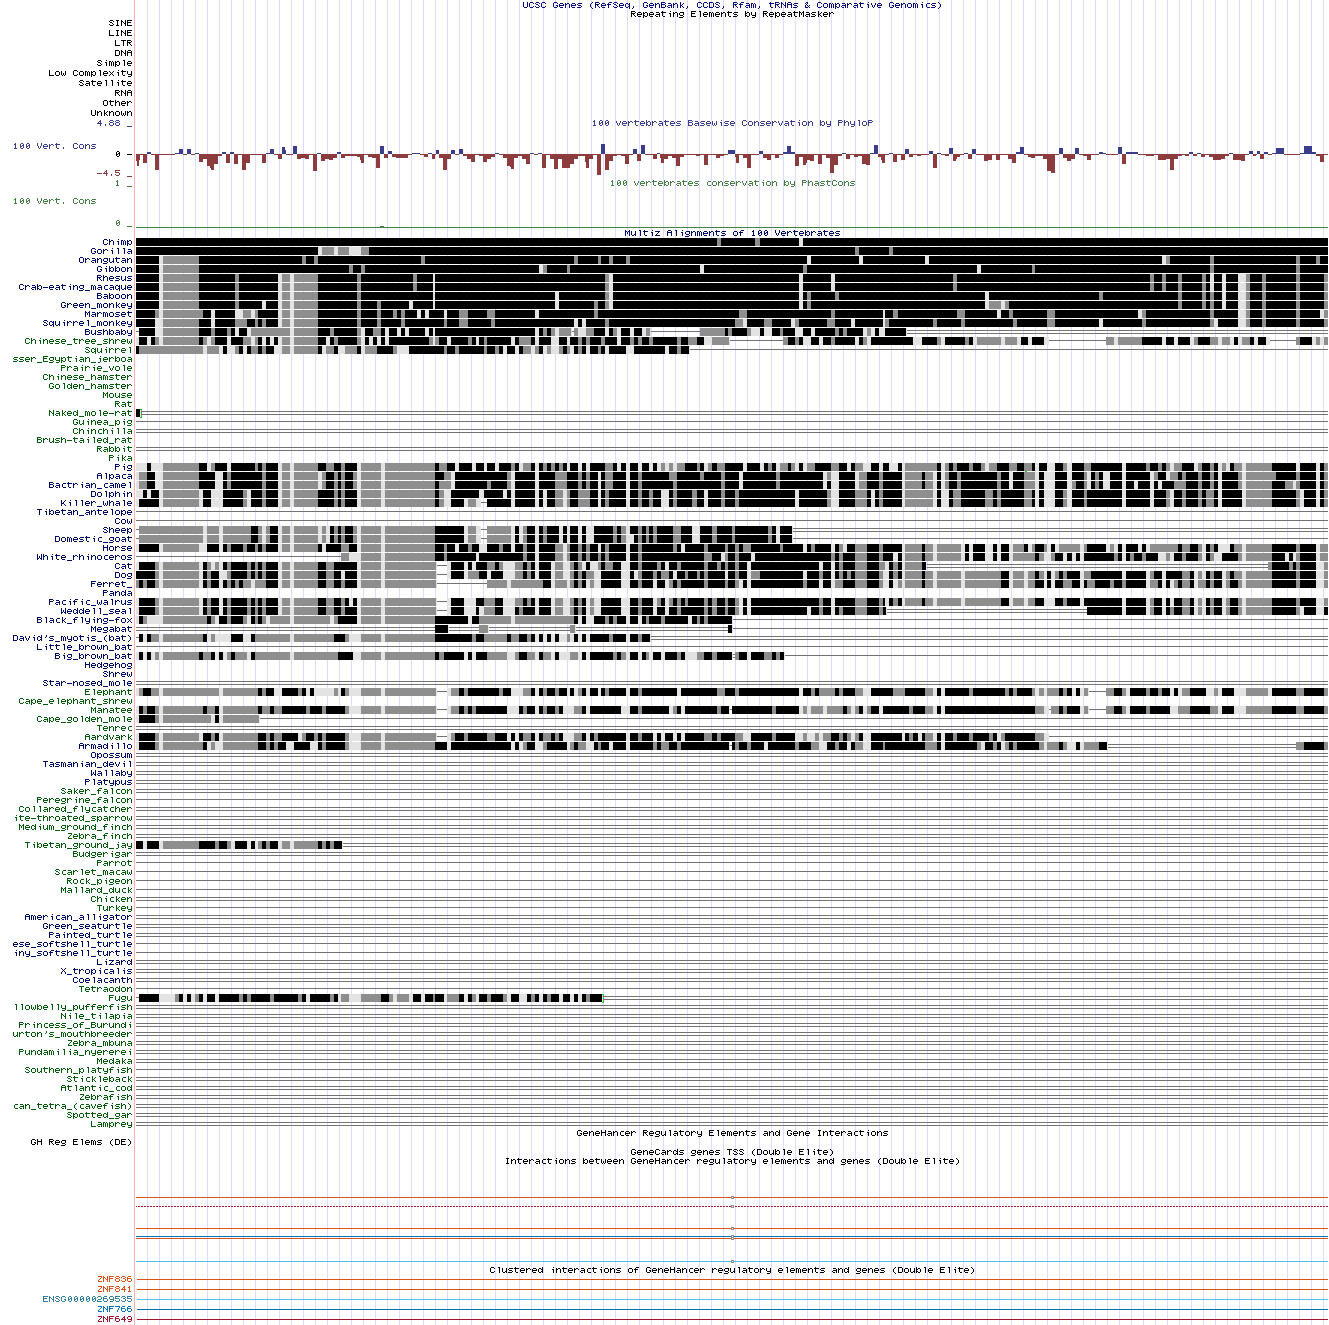 UCSC Genes (RefSeq, GenBank, CCDS, Rfam, tRNAs & Comparative Genomics)
Repeating Elements by RepeatMasker
SINE
LINE
LTR
DNA
Simple
Low Complexity
Satellite
RNA
Other
Unknown
4.88 _
100 vertebrates Basewise Conservation by PhyloP
100 Vert. Cons
0 -
-4.5 _
1 _
100 vertebrates conservation by PhastCons
100 Vert. Cons
0 _
Multiz Alignments of 100 Vertebrates
Chimp
Gorilla
Orangutan
Gibbon
Rhesus
Crab-eating_macaque
Baboon
Green_monkey
Marmoset
Squirrel_monkey
Bushbaby
Chinese_tree_shrew
Squirrel
sser_Egyptian_jerboa
Prairie_vole
Chinese_hamster
Golden_hamster
Mouse
Rat
Naked_mole-rat
Guinea_pig
Chinchilla
Brush-tailed_rat
Rabbit
Pika
Pig
Alpaca
Bactrian_camel
Dolphin
Killer_whale
Tibetan_antelope
Cow
Sheep
Domestic_goat
Horse
White_rhinoceros
Cat
Dog
Ferret_
Panda
Pacific_walrus
Weddell_seal
Black_flying-fox
Megabat
David's_myotis_(bat)
Little_brown_bat
Big_brown_bat
Hedgehog
Shrew
Star-nosed_mole
Elephant
Cape_elephant_shrew
Manatee
Cape_golden_mole
Tenrec
Aardvark
Armadillo
Opossum
Tasmanian_devil
Wallaby
Platypus
Saker_falcon
Peregrine_falcon
Collared_flycatcher
ite-throated_sparrow
Medium_ground_finch
Zebra_finch
Tibetan_ground_jay
Budgerigar
Parrot
Scarlet_macaw
Rock_pigeon
Mallard_duck
Chicken
Turkey
American_alligator
Green_seaturtle
Painted_turtle
ese_softshell_turtle
iny_softshell_turtle
Lizard
X_tropicalis
Coelacanth
Tetraodon
Fugu
llowbelly_pufferfish
Nile_tilapia
Princess_of_Burundi
urton's_mouthbreeder
Zebra_mbuna
Pundamilia_nyererei
Medaka
Southern_platyfish
Stickleback
Atlantic_cod
Zebrafish
can_tetra_(cavefish)
Spotted_gar
Lamprey
GeneHancer Regulatory Elements and Gene Interactions
GH Reg Elems (DE)
GeneCards genes TSS (Double Elite)
Interactions between GeneHancer regulatory elements and genes (Double Elite)
Clustered interactions of GeneHancer regulatory elements and genes (Double Elite)
ZNF836
ZNF841
ENSG00000269535
ZNF766
ZNF649